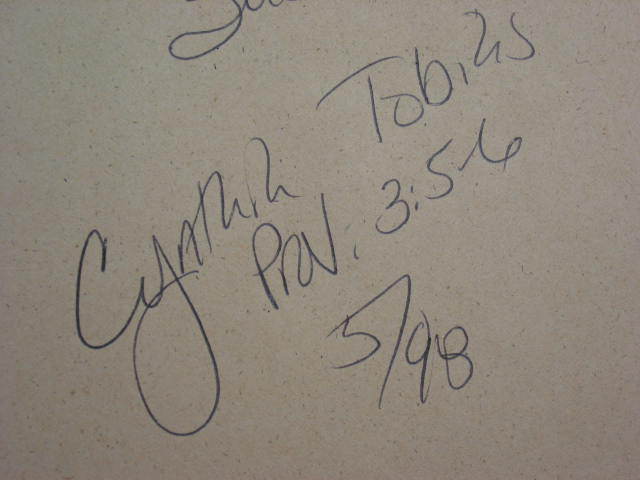 Cynthia Tobias
Prov. 3:5-6
5/98